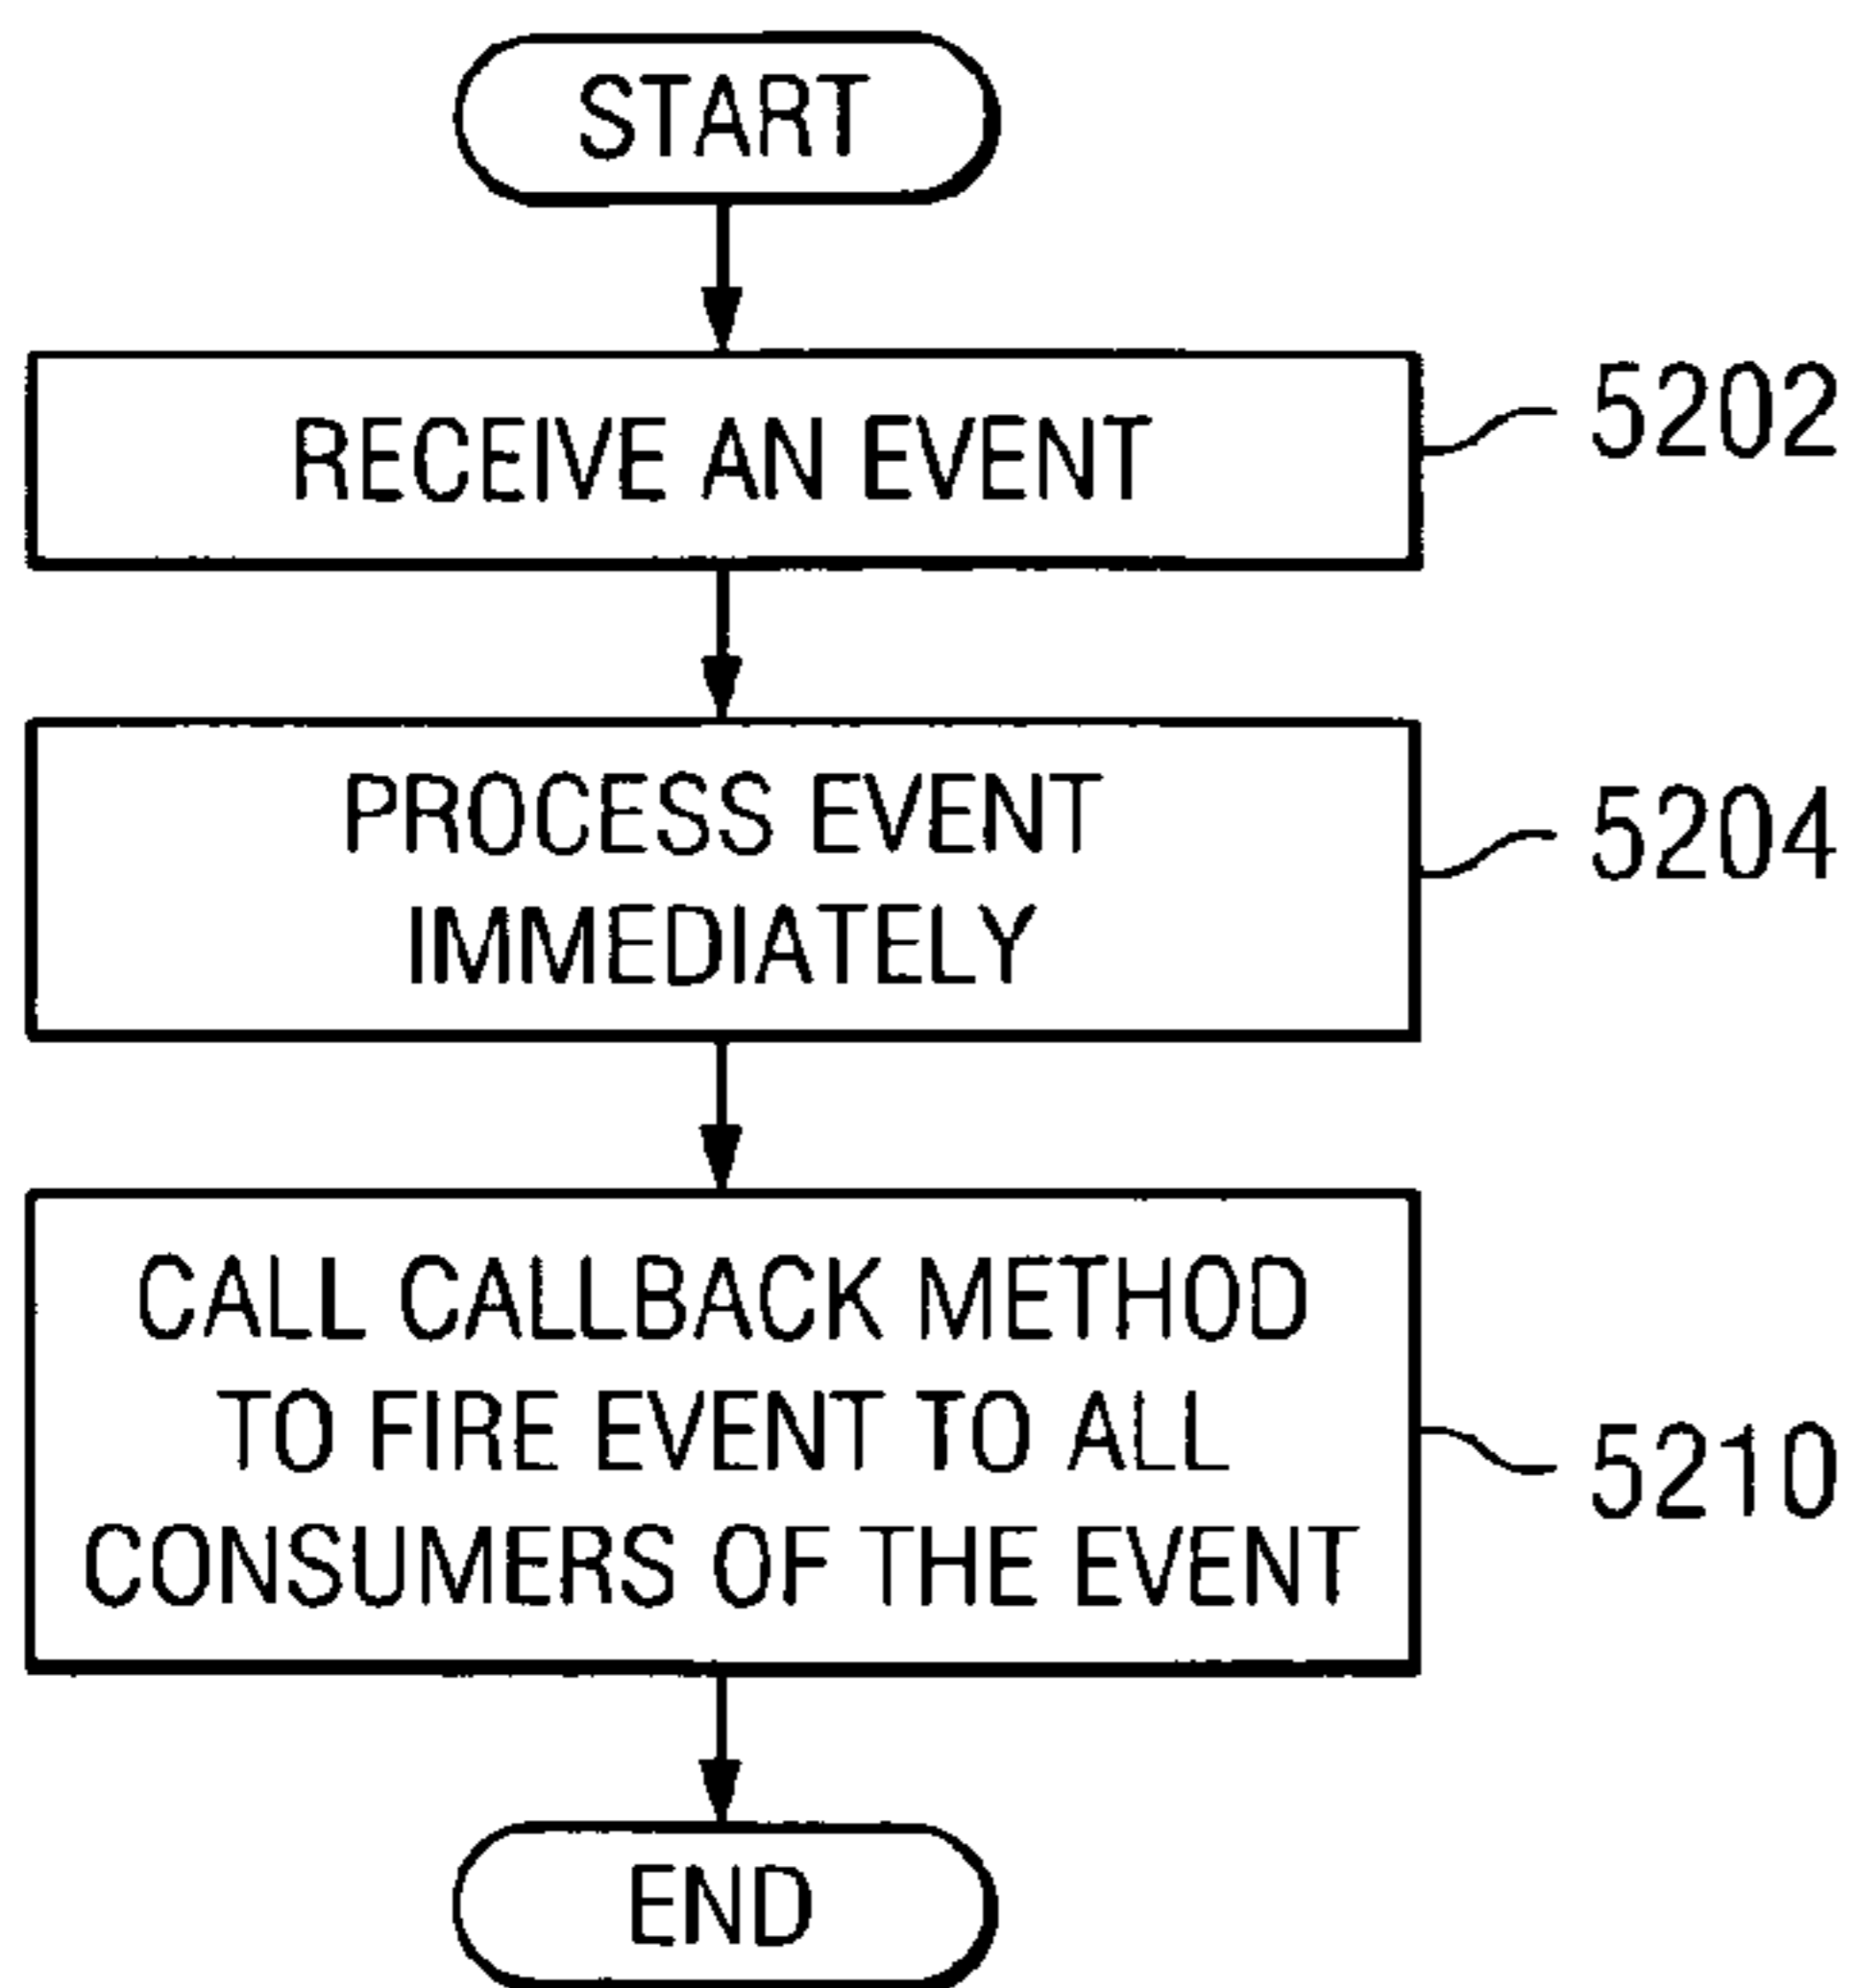 START
RECEIVE AN EVENT
5202
PROCESS EVENT
IMMEDIATELY
5204
CALL CALLBACK METHOD
TO FIRE EVENT TO ALL
CONSUMERS OF THE EVENT
5210
END